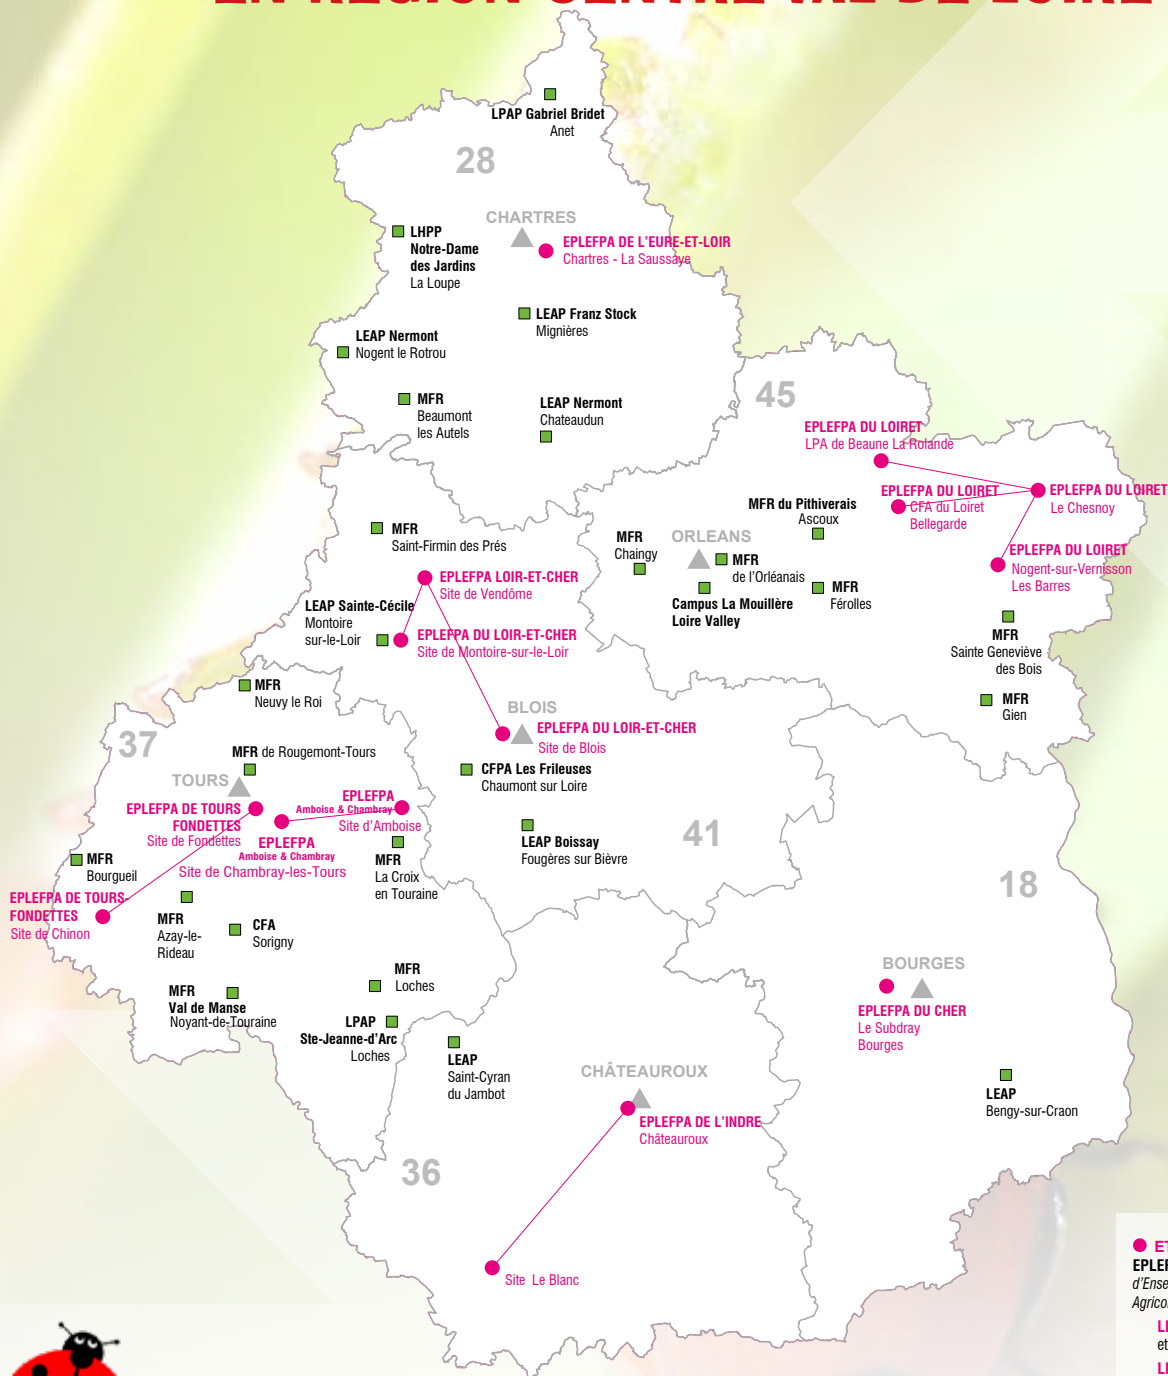 EN RÉGION CENTRE-VAL DE LOIRE
LPAP Gabriel Bridet
Anet
28
CHARTRES
EPLEFPA DE L'EURE-ET-LOIR
Chartres - La Saussaye
LHPP
Notre-Dame
des Jardins
La Loupe
LEAP Franz Stock
Mignières
LEAP Nermont
Nogent le Rotrou
MFR
Beaumont
les Autels
LEAP Nermont
Chateaudun
45
EPLEFPA DU LOIRET
LPA de Beaune La Rolande
EPLEFPA DU LOIRET
CFA du Loiret
Bellegarde
EPLEFPA DU LOIRET
Le Chesnoy
MFR du Pithiverais
Ascoux
MFR
Chaingy
ORLEANS
MFR
de l'Orléanais
Campus La Mouillère
Loire Valley
MFR
Férolles
EPLEFPA DU LOIRET
Nogent-sur-Vernisson
Les Barres
MFR
Sainte Geneviève
des Bois
MFR
Gien
MFR
Saint-Firmin des Prés
EPLEFPA LOIR-ET-CHER
Site de Vendôme
LEAP Sainte-Cécile
Montoire
sur-le-Loir
EPLEFPA DU LOIR-ET-CHER
Site de Montoire-sur-le-Loir
BLOIS
EPLEFPA DU LOIR-ET-CHER
Site de Blois
CFPA Les Frileuses
Chaumont sur Loire
LEAP Boissay
Fougères sur Bièvre
41
MFR
Neuvy le Roi
37
MFR de Rougemont-Tours
TOURS
EPLEFPA DE TOURS
FONDETTES
Site de Fondettes
EPLEFPA
Amboise & Chambray
Site d'Amboise
EPLEFPA
Amboise & Chambray
Site de Chambray-les-Tours
MFR
La Croix
en Touraine
MFR
Bourgueil
EPLEFPA DE TOURS-
FONDETTES
Site de Chinon
MFR
Azay-le-
Rideau
CFA
Sorigny
MFR
Val de Manse
Noyant-de-Touraine
MFR
Loches
LPAP
Ste-Jeanne-d'Arc
Loches
18
BOURGES
EPLEFPA DU CHER
Le Subdray
Bourges
LEAP
Bengy-sur-Craon
LEAP
Saint-Cyran
du Jambot
CHÂTEAUROUX
EPLEFPA DE L'INDRE
Châteauroux
36
Site Le Blanc
et